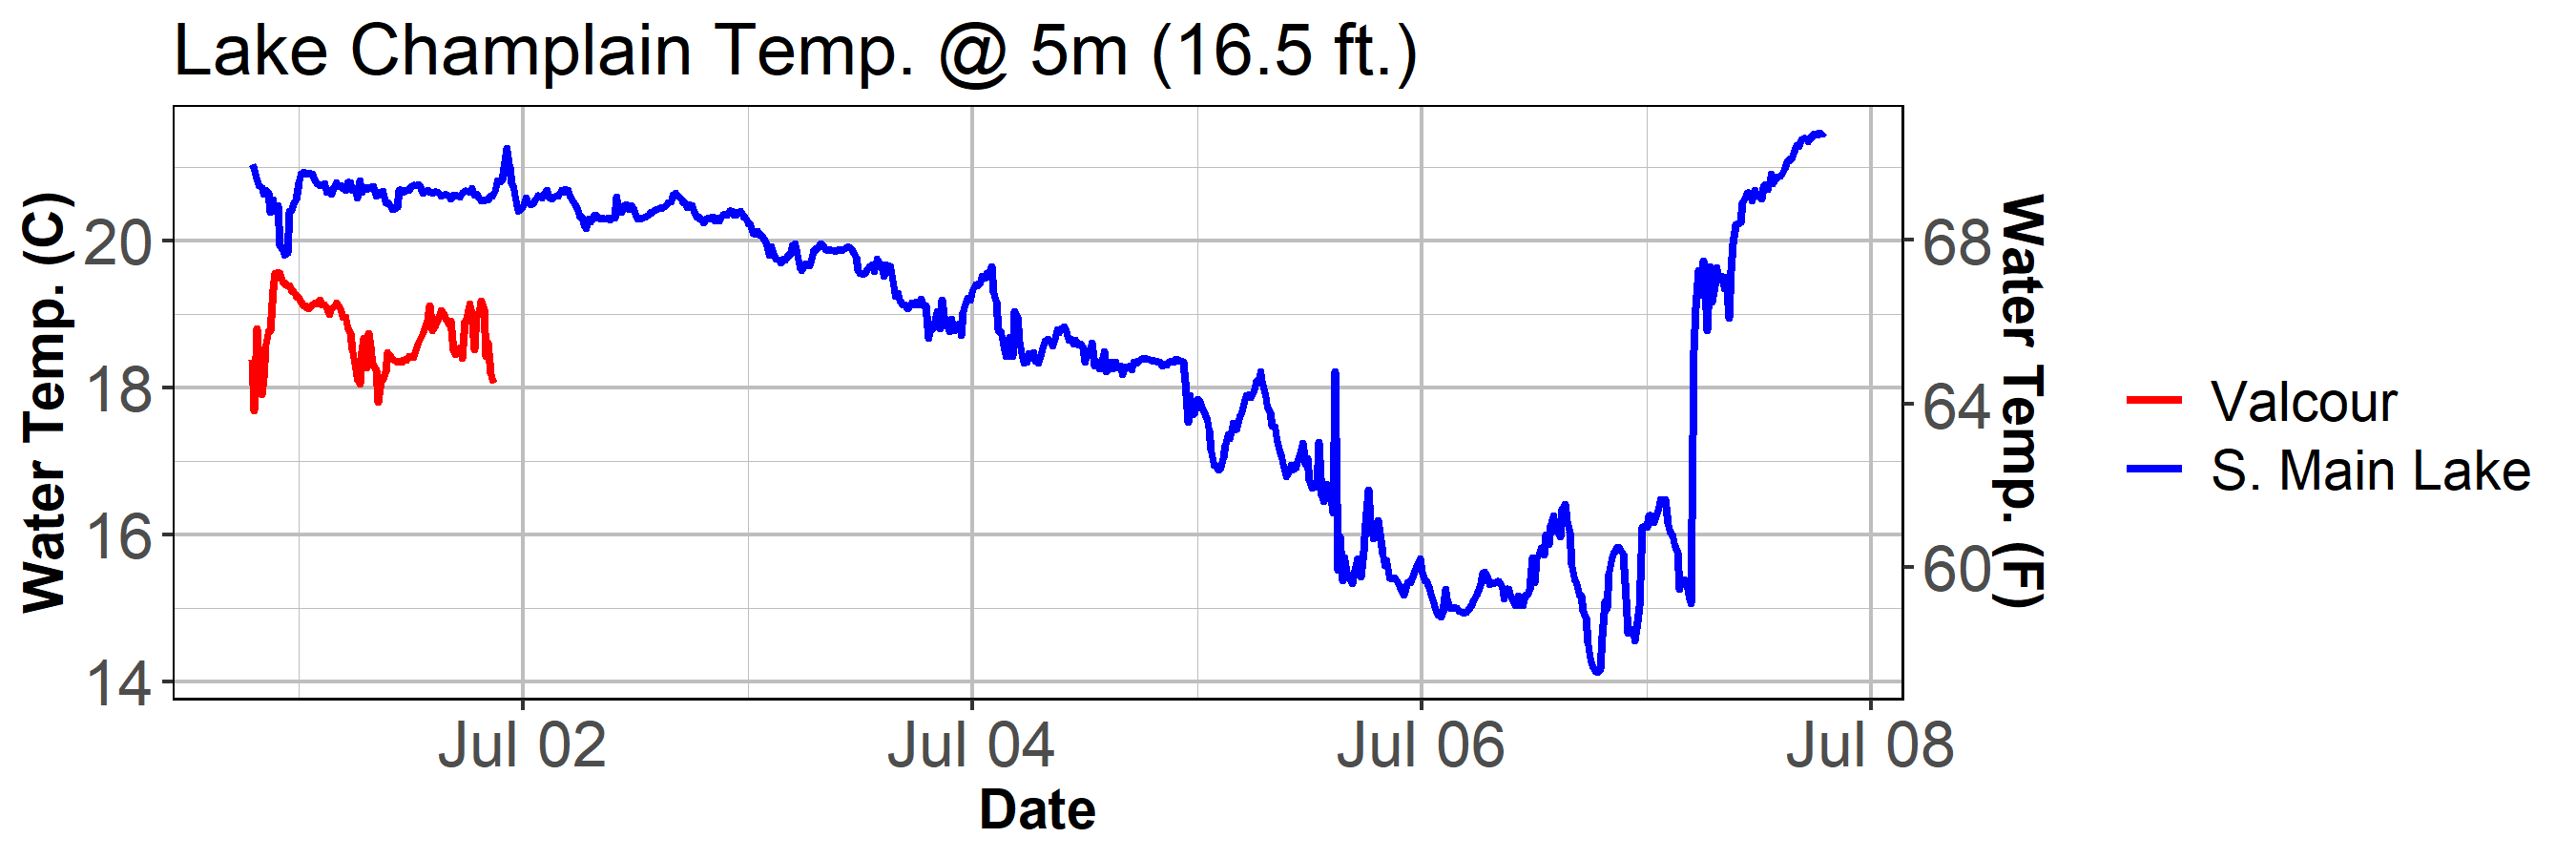 Lake Champlain Temp. @ 5m (16.5 ft.)
Water Temp. (C)
20
18
16
14
68
64
60
Water Temp. (F)
Jul 02
Jul 04
Jul 06
Jul 08
Date
Valcour
S. Main Lake